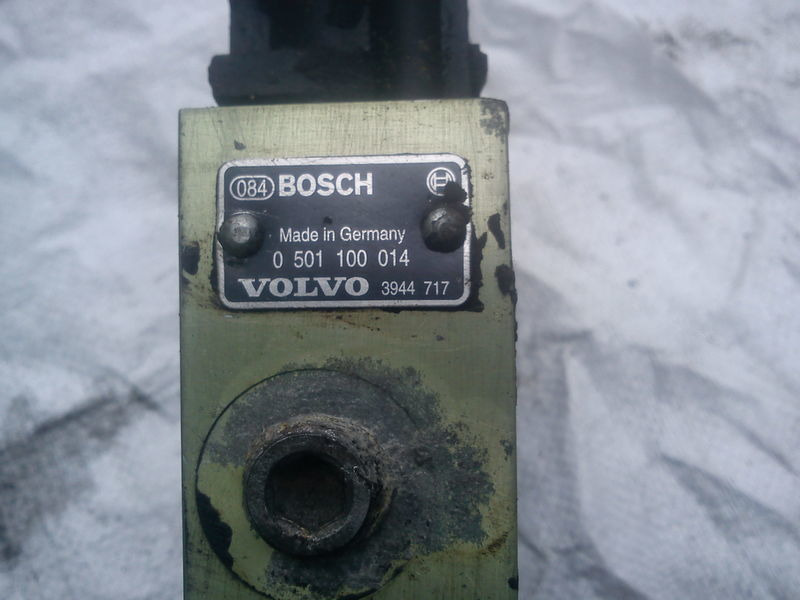 084 BOSCH
Made in Germany
0 501 100 014
VOLVO 3944 717